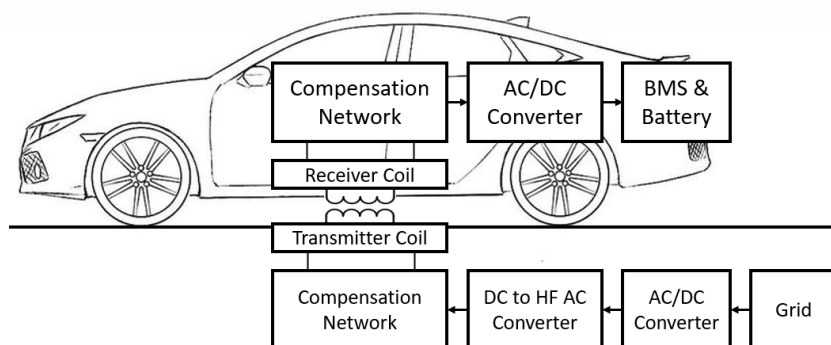 Compensation
Network
AC/DC
Converter
BMS &
Battery
Receiver Coil
Transmitter Coil
Compensation
Network
DC to HF AC
Converter
AC/DC
Converter
Grid